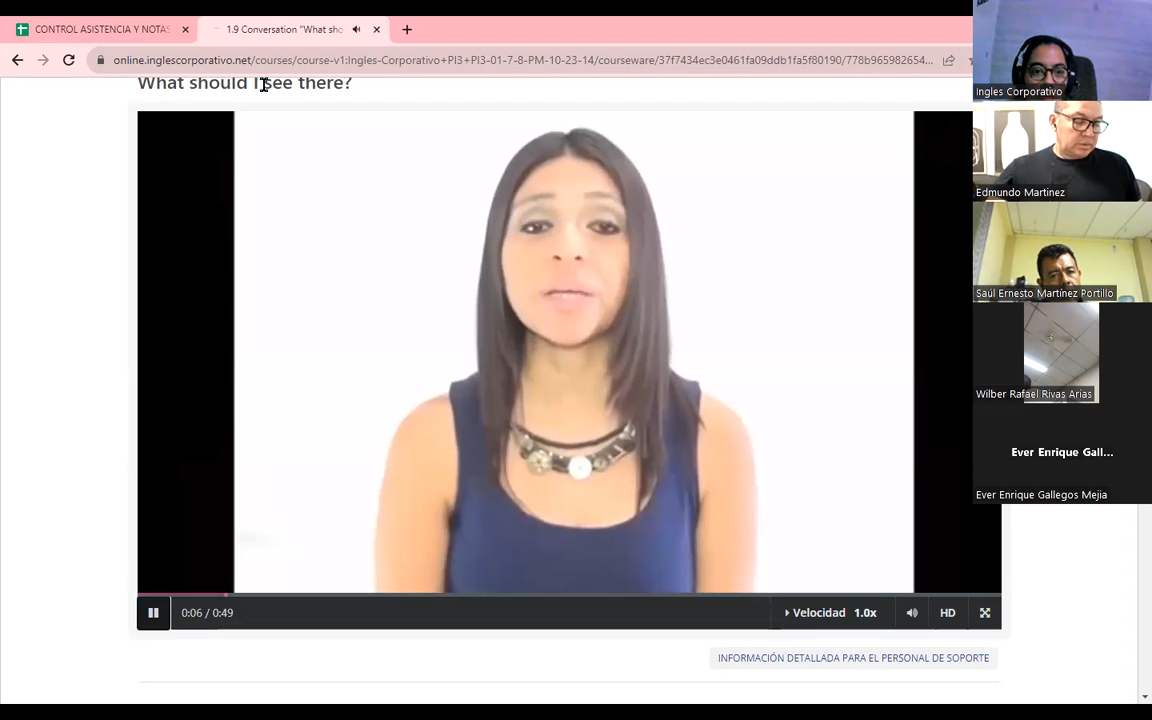 CONTROL ASISTENCIA Y NOTAS
1.9 Conversation "What sho
online.inglescorporativo.net/courses/course-v1:Ingles-Corporativo+PI3+PI3-01-7-8-PM-10-23-14/courseware/37f7434ec3e0461fa09ddb1fa5f80190/778b965982654...
What should I see there?
0:06 / 0:49
Velocidad 1.0x
HD
INFORMACIÓN DETALLADA PARA EL PERSONAL DE SOPORTE
Ingles Corporativo
Edmundo Martinez
Saúl Ernesto Martínez Portillo
Wilber Rafael Rivas Arias
Ever Enrique Gall...
Ever Enrique Gallegos Mejia